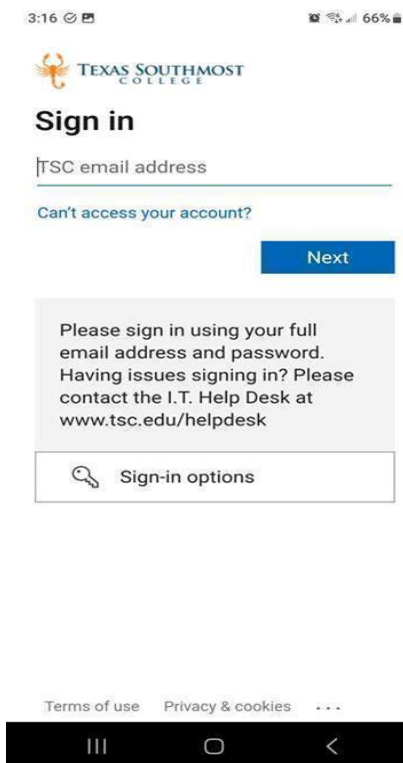 3:16 66%
TEXAS SOUTHMOST
COLLEGE
Sign in
TSC email address
Can't access your account?
Next
Please sign in using your full
email address and password.
Having issues signing in? Please
contact the I.T. Help Desk at
www.tsc.edu/helpdesk
Sign-in options
Terms of use Privacy & cookies ...